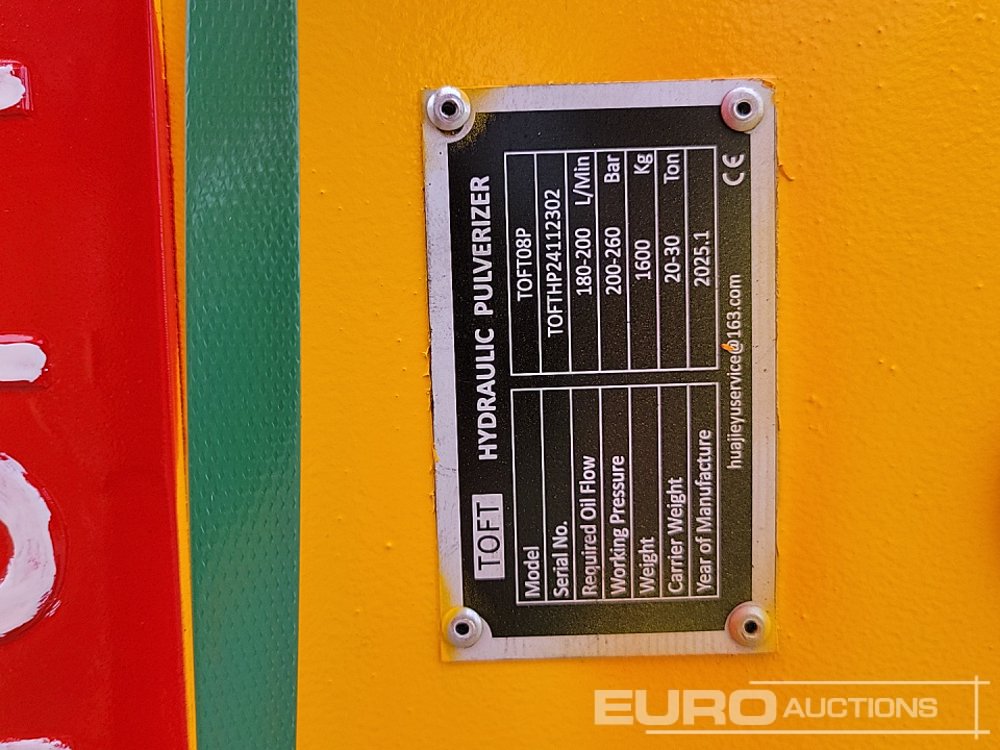 TOFT HYDRAULIC PULVERIZER
Model TOFT08P
Serial No. TOFTHP24112302
Required Oil Flow 180-200 L/Min
Working Pressure 200-260 Bar
Weight 1600 Kg
Carrier Weight 20-30 Ton
Year of Manufacture 2025.1
huajieyuservice@163.com CE
EURO AUCTIONS